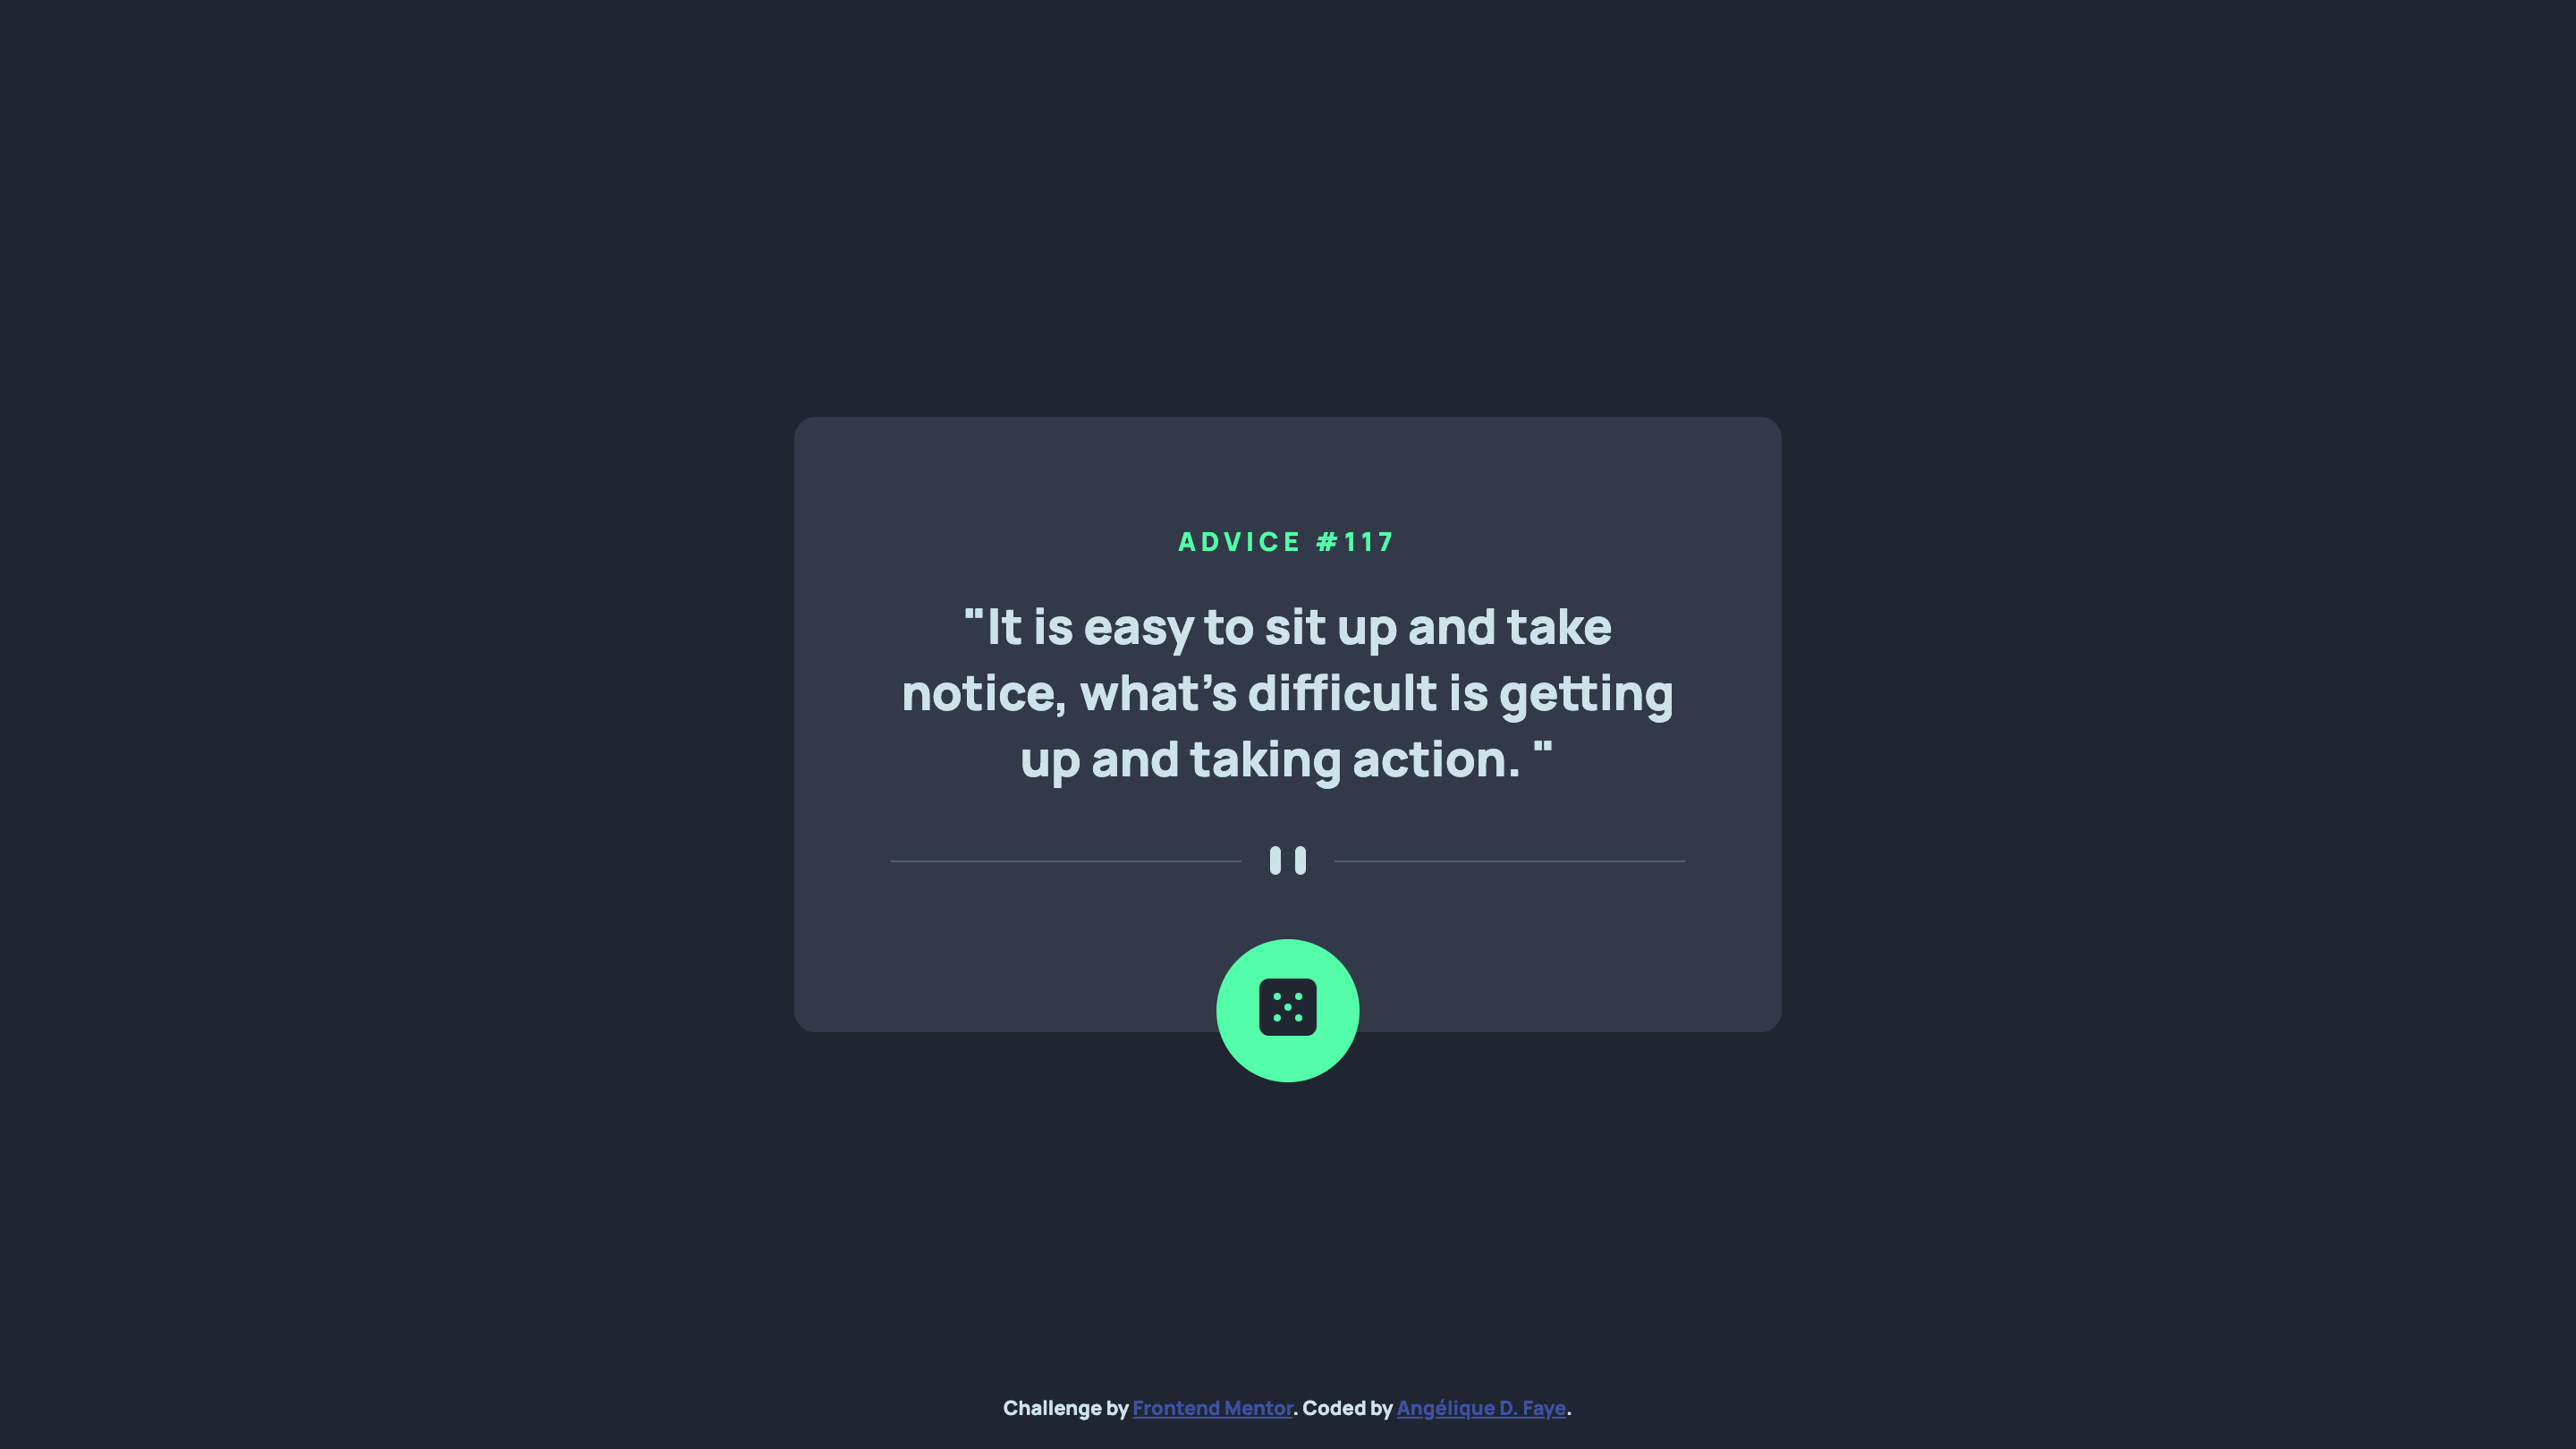 ADVICE #117
"It is easy to sit up and take
notice, what's difficult is getting
up and taking action. "
Challenge by Frontend Mentor. Coded by Angélique D. Faye.